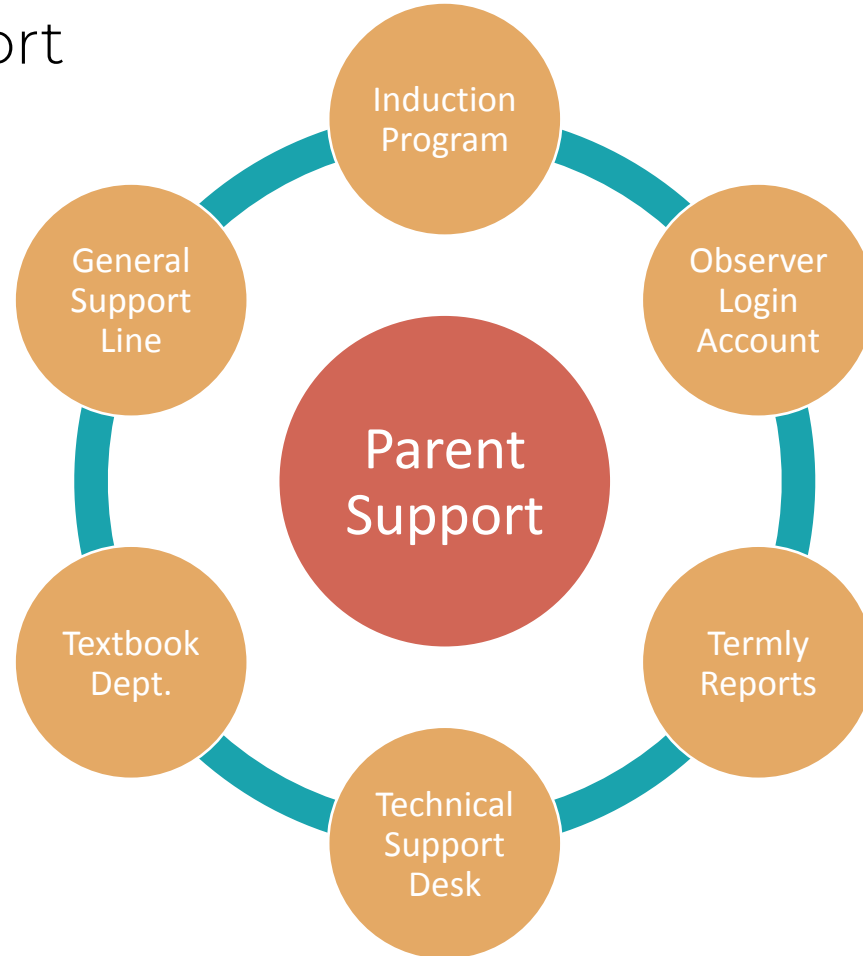 ort
Induction
Program
Observer
Login
Account
Termly
Reports
Technical
Support
Desk
Textbook
Dept.
General
Support
Line
Parent
Support